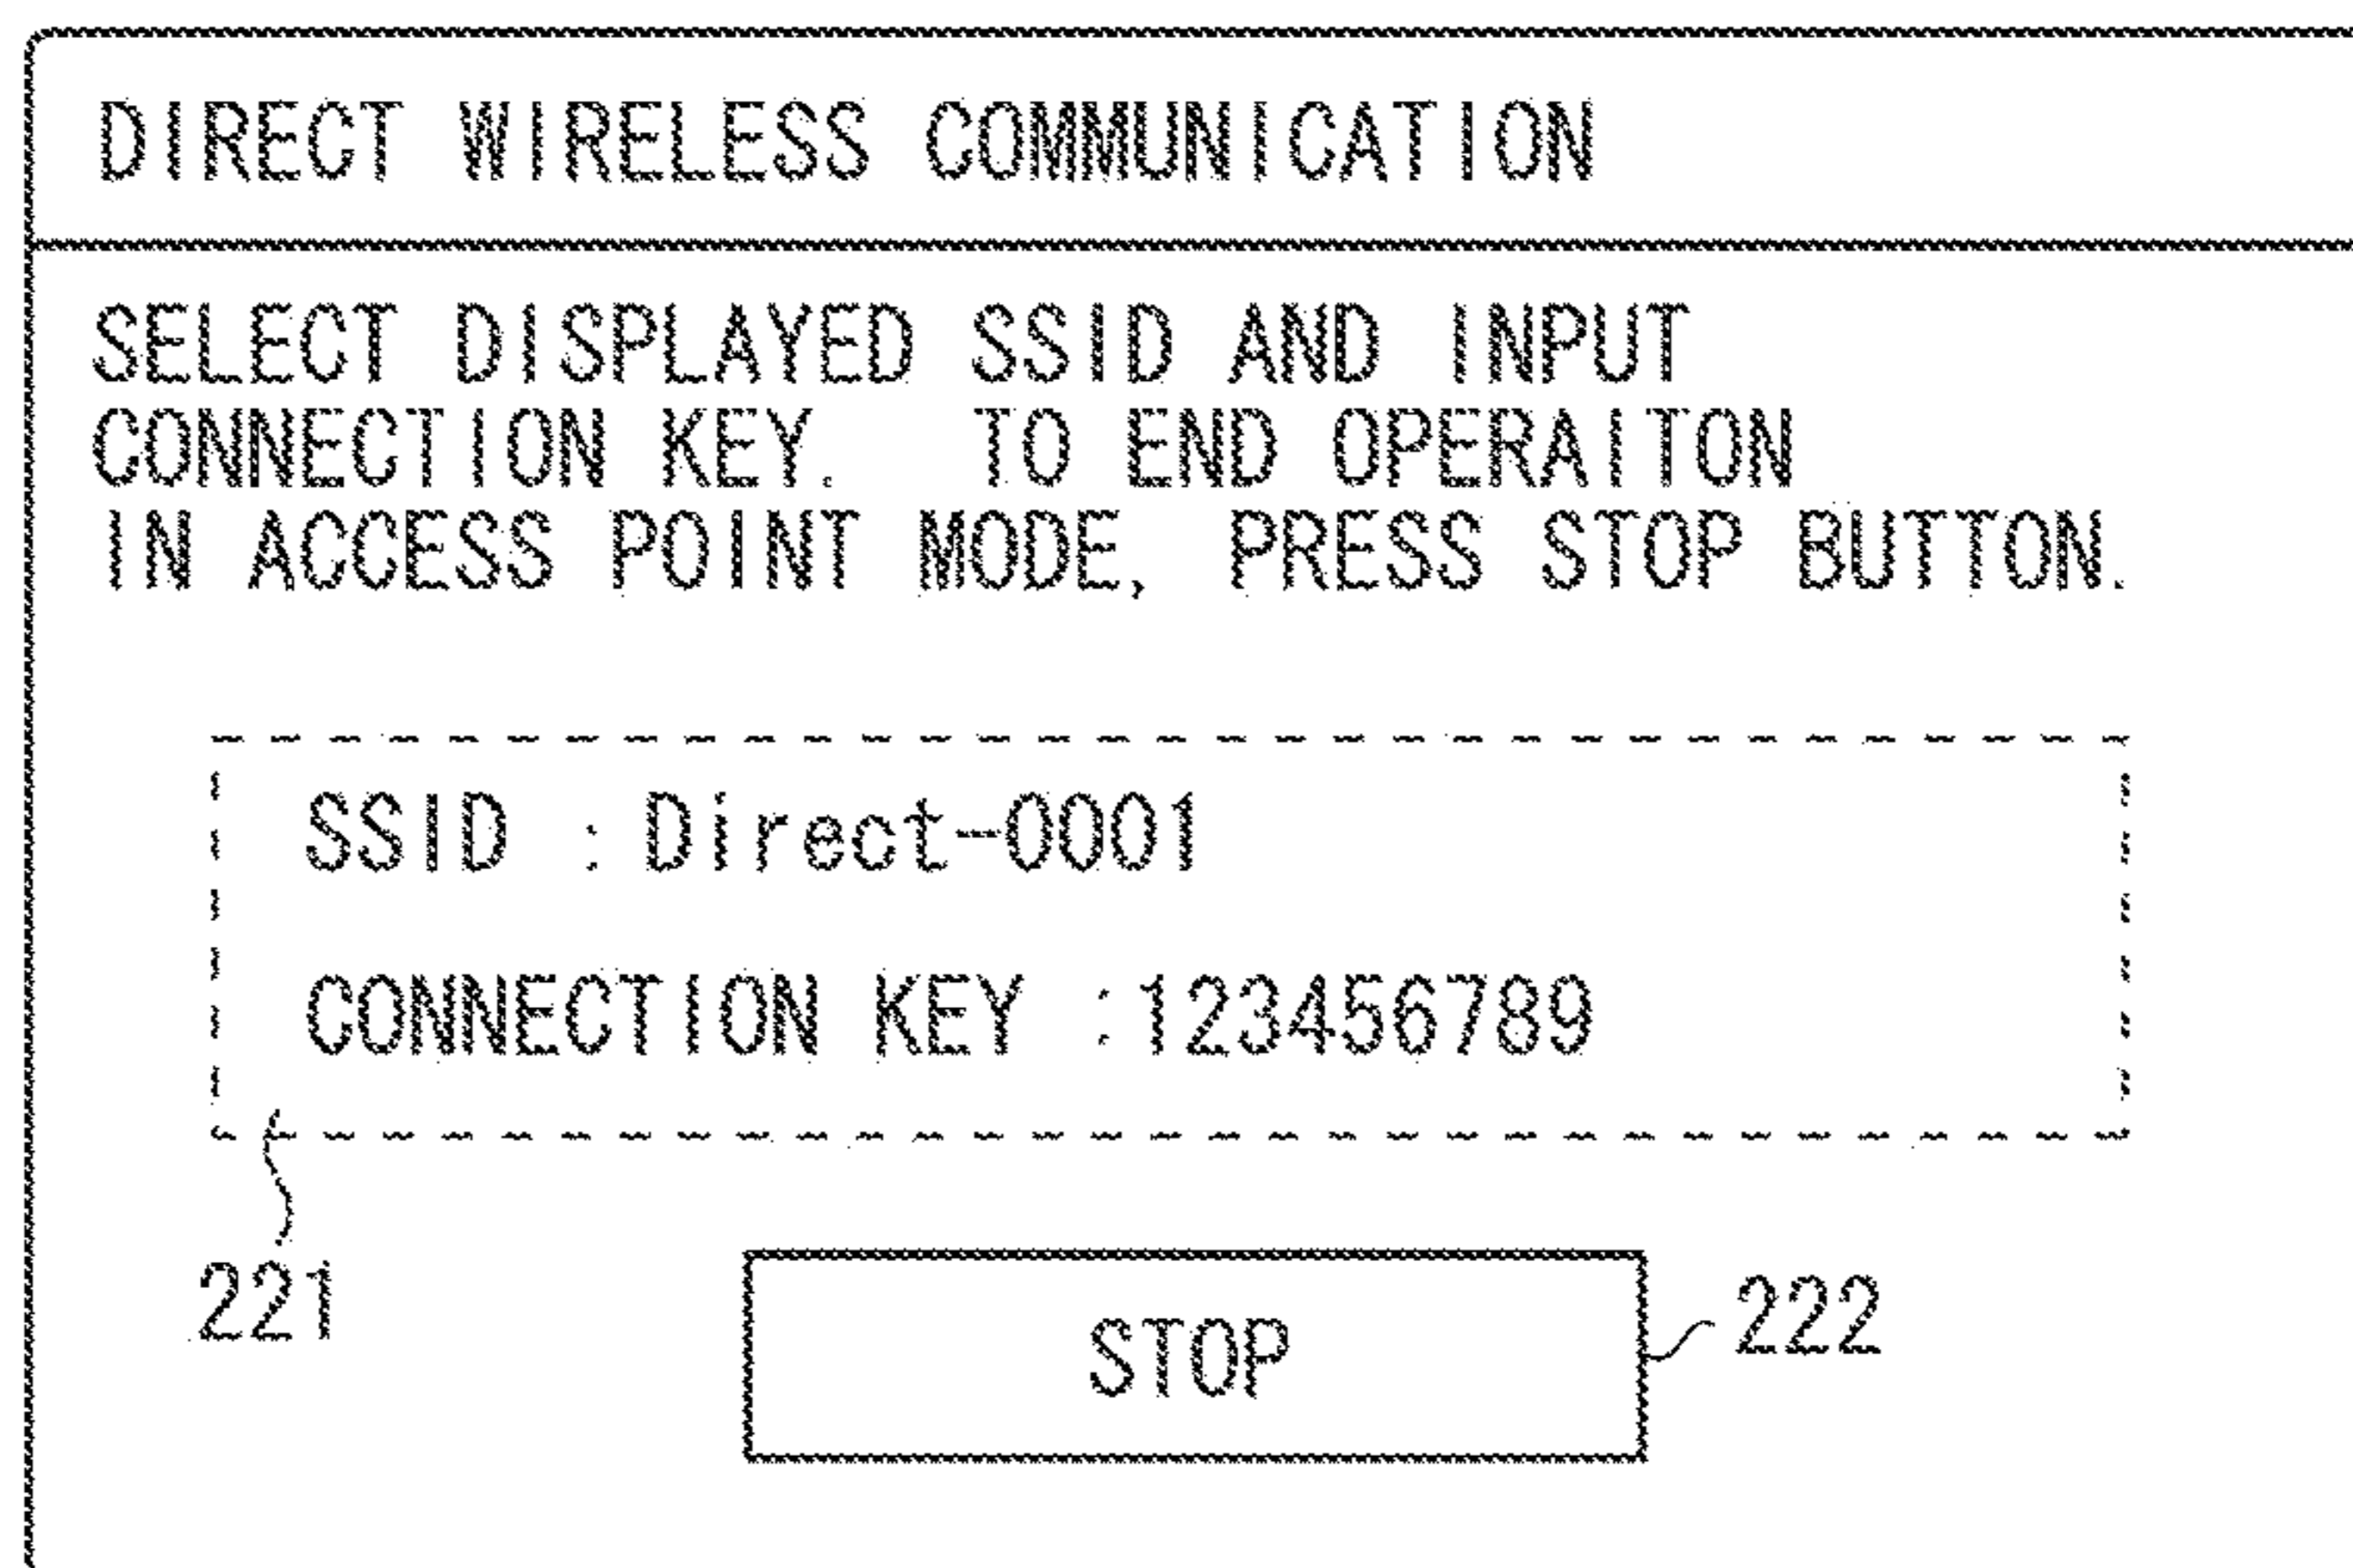 DIRECT WIRELESS COMMUNICATION
SELECT DISPLAYED SSID AND INPUT
CONNECTION KEY. TO END OPERAITON
IN ACCESS POINT MODE, PRESS STOP BUTTON.
SSID : Direct-0001
CONNECTION KEY :123456789
221
STOP
222